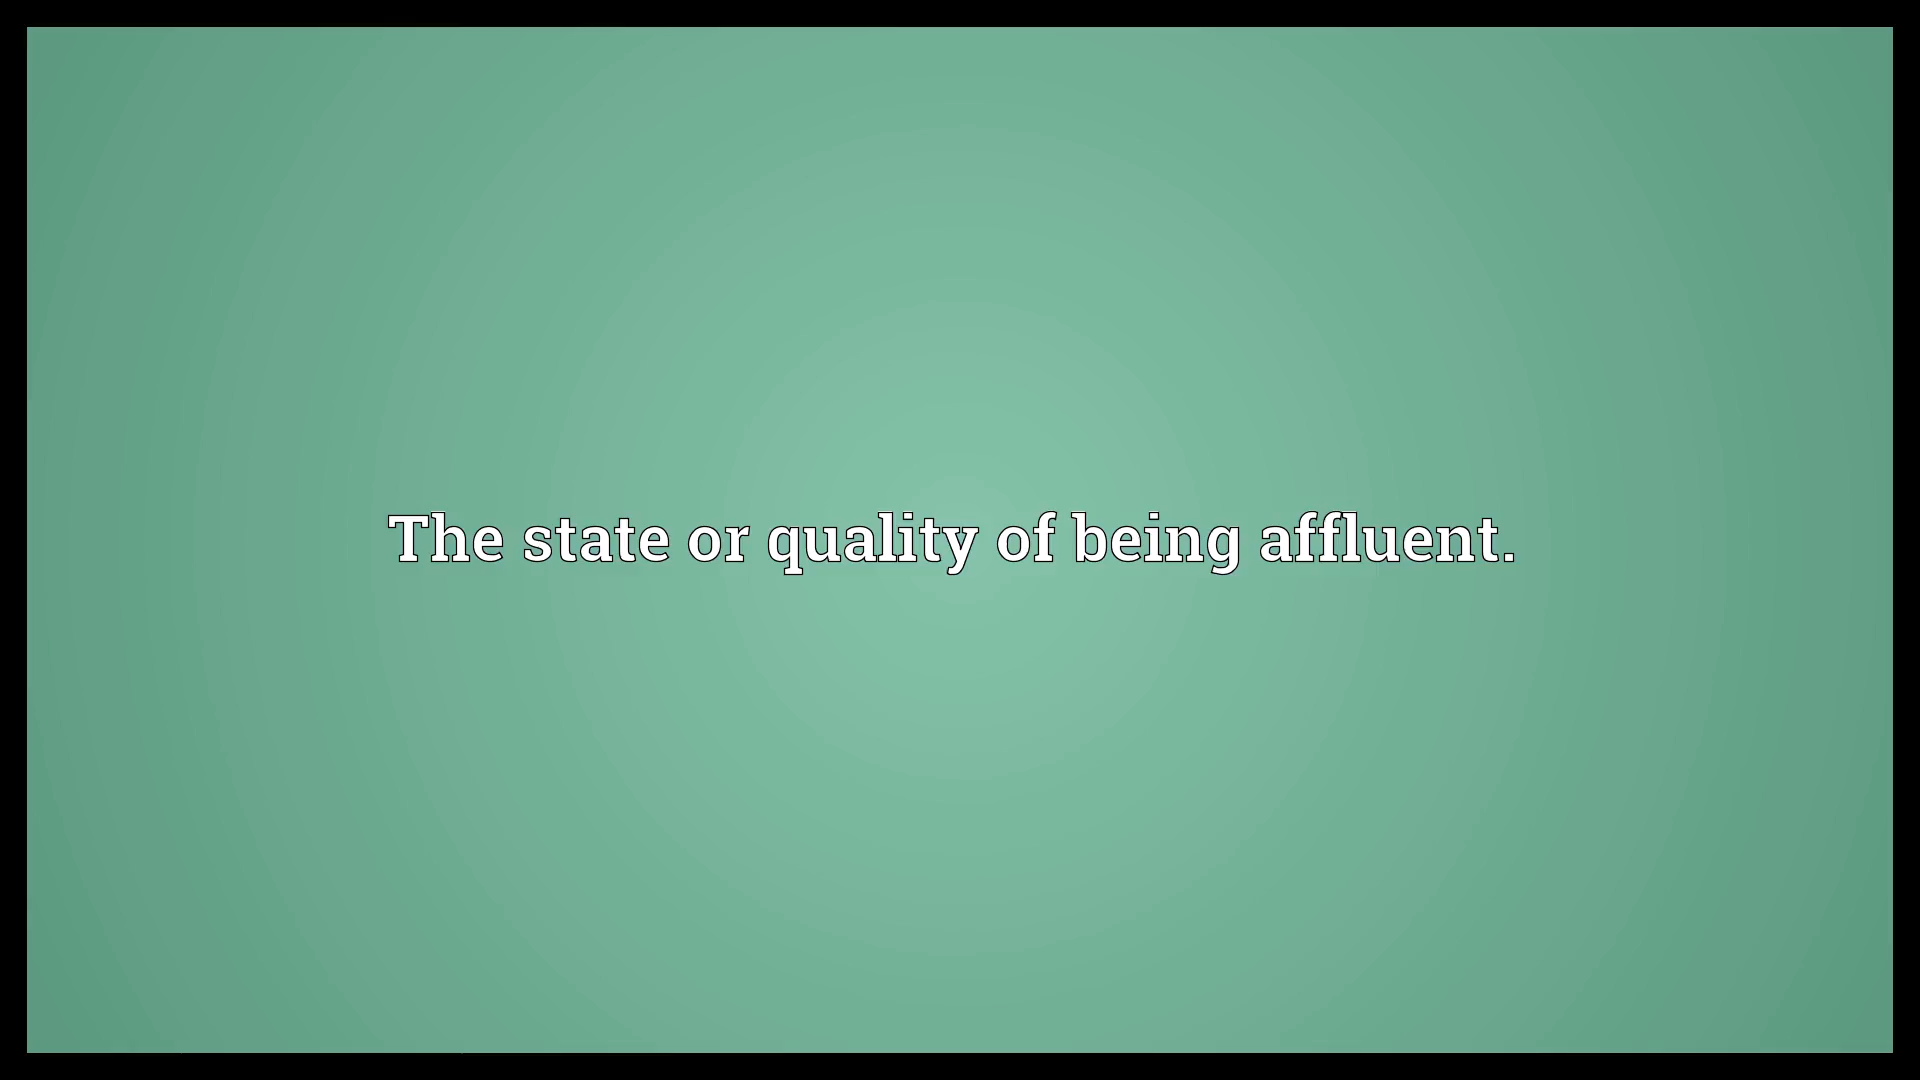 The state or quality of being affluent.